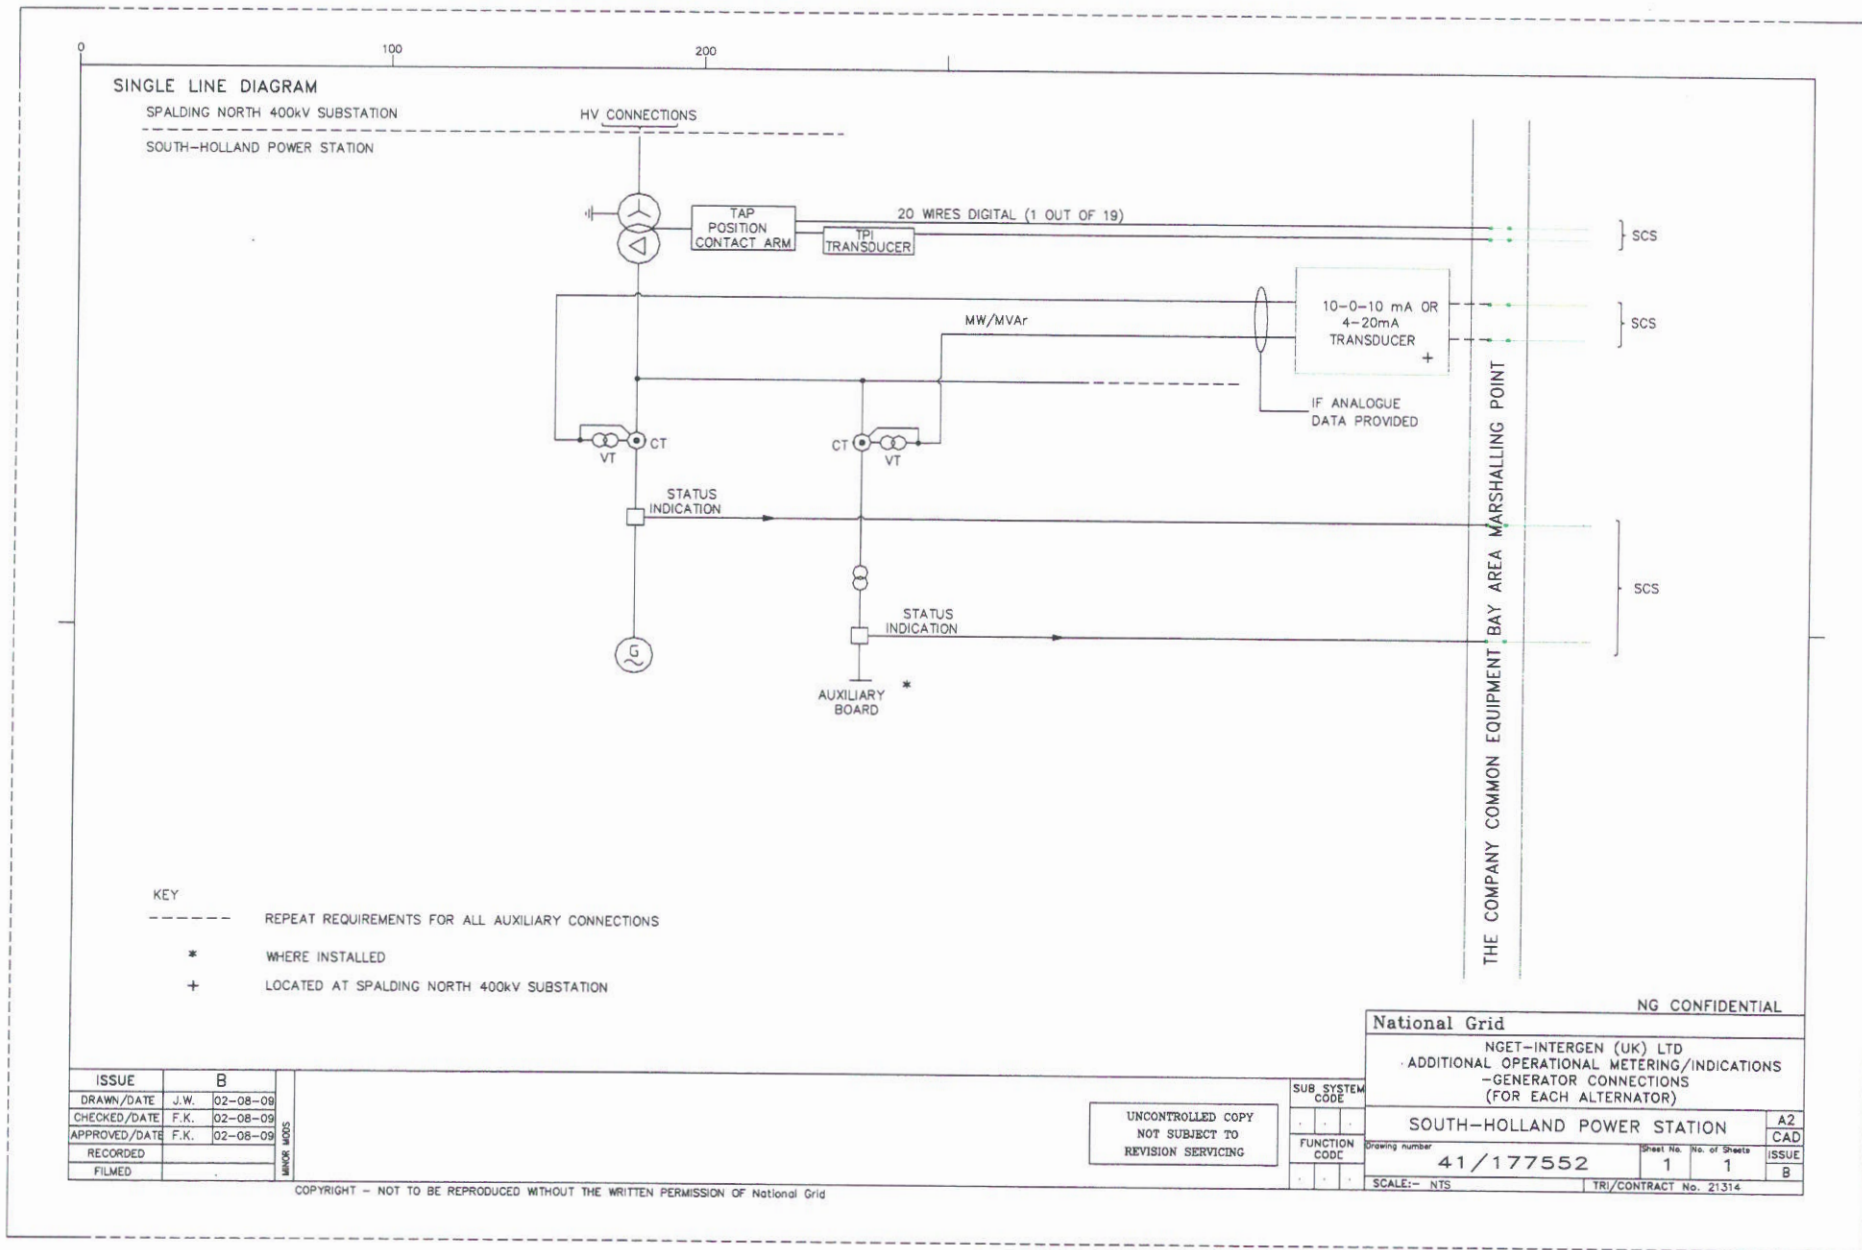 0
100
200
SINGLE LINE DIAGRAM
SPALDING NORTH 400kV SUBSTATION
SOUTH-HOLLAND POWER STATION
HV CONNECTIONS
TAP
POSITION
CONTACT ARM
20 WIRES DIGITAL (1 OUT OF 19)
TPI
TRANSDUCER
SCS
10-0-10 mA OR
4-20mA
TRANSDUCER
+
SCS
MW/MVAr
IF ANALOGUE
DATA PROVIDED
VT
CT
CT
VT
STATUS
INDICATION
STATUS
INDICATION
SCS
G
AUXILIARY
BOARD
*
THE COMPANY COMMON EQUIPMENT BAY AREA MARSHALLING POINT
KEY
REPEAT REQUIREMENTS FOR ALL AUXILIARY CONNECTIONS
* WHERE INSTALLED
+ LOCATED AT SPALDING NORTH 400kV SUBSTATION
NG CONFIDENTIAL
National Grid
NGET-INTERGEN (UK) LTD
ADDITIONAL OPERATIONAL METERING/INDICATIONS
-GENERATOR CONNECTIONS
(FOR EACH ALTERNATOR)
SOUTH-HOLLAND POWER STATION
A2
CAD
Drawing number
41/177552
Sheet No.
1
No. of Sheets
1
ISSUE
B
SCALE:- NTS
TRI/CONTRACT No. 21314
SUB SYSTEM
CODE
FUNCTION
CODE
UNCONTROLLED COPY
NOT SUBJECT TO
REVISION SERVICING
ISSUE B
DRAWN/DATE J.W. 02-08-09
CHECKED/DATE F.K. 02-08-09
APPROVED/DATE F.K. 02-08-09
RECORDED
FILMED
MINOR MODS
COPYRIGHT - NOT TO BE REPRODUCED WITHOUT THE WRITTEN PERMISSION OF National Grid